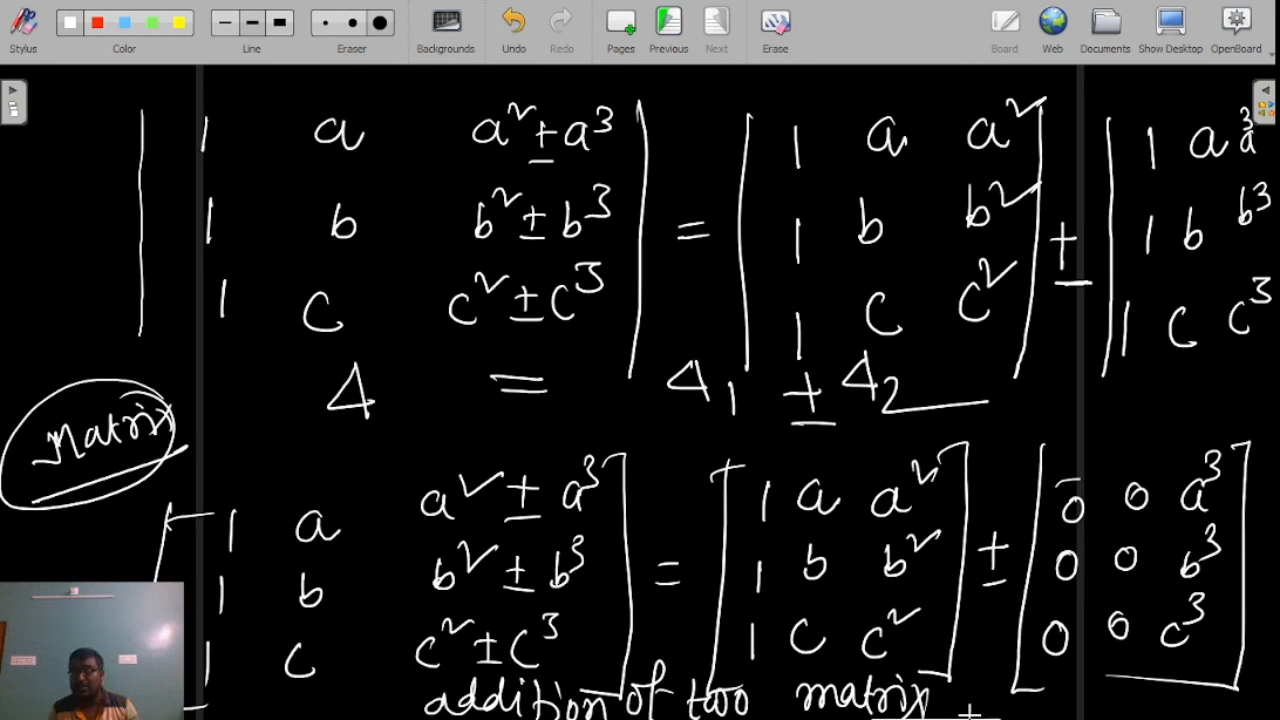 Stylus Color Line Eraser Backgrounds Undo Redo Pages Previous Next Erase Board Web Documents Show Desktop OpenBoard
| 1 a a² ± a³ | = | 1 a a² | ± | 1 a a³ |
| 1 b b² ± b³ | = | 1 b b² | ± | 1 b b³ |
| 1 c c² ± c³ | = | 1 c c² | ± | 1 c c³ |
Δ = Δ₁ ± Δ₂
Matrix
[ 1 a a² ± a³ ] = [ 1 a a² ] ± [ 0 0 a³ ]
[ 1 b b² ± b³ ] = [ 1 b b² ] ± [ 0 0 b³ ]
[ 1 c c² ± c³ ] = [ 1 c c² ] ± [ 0 0 c³ ]
addition of two matrix ±